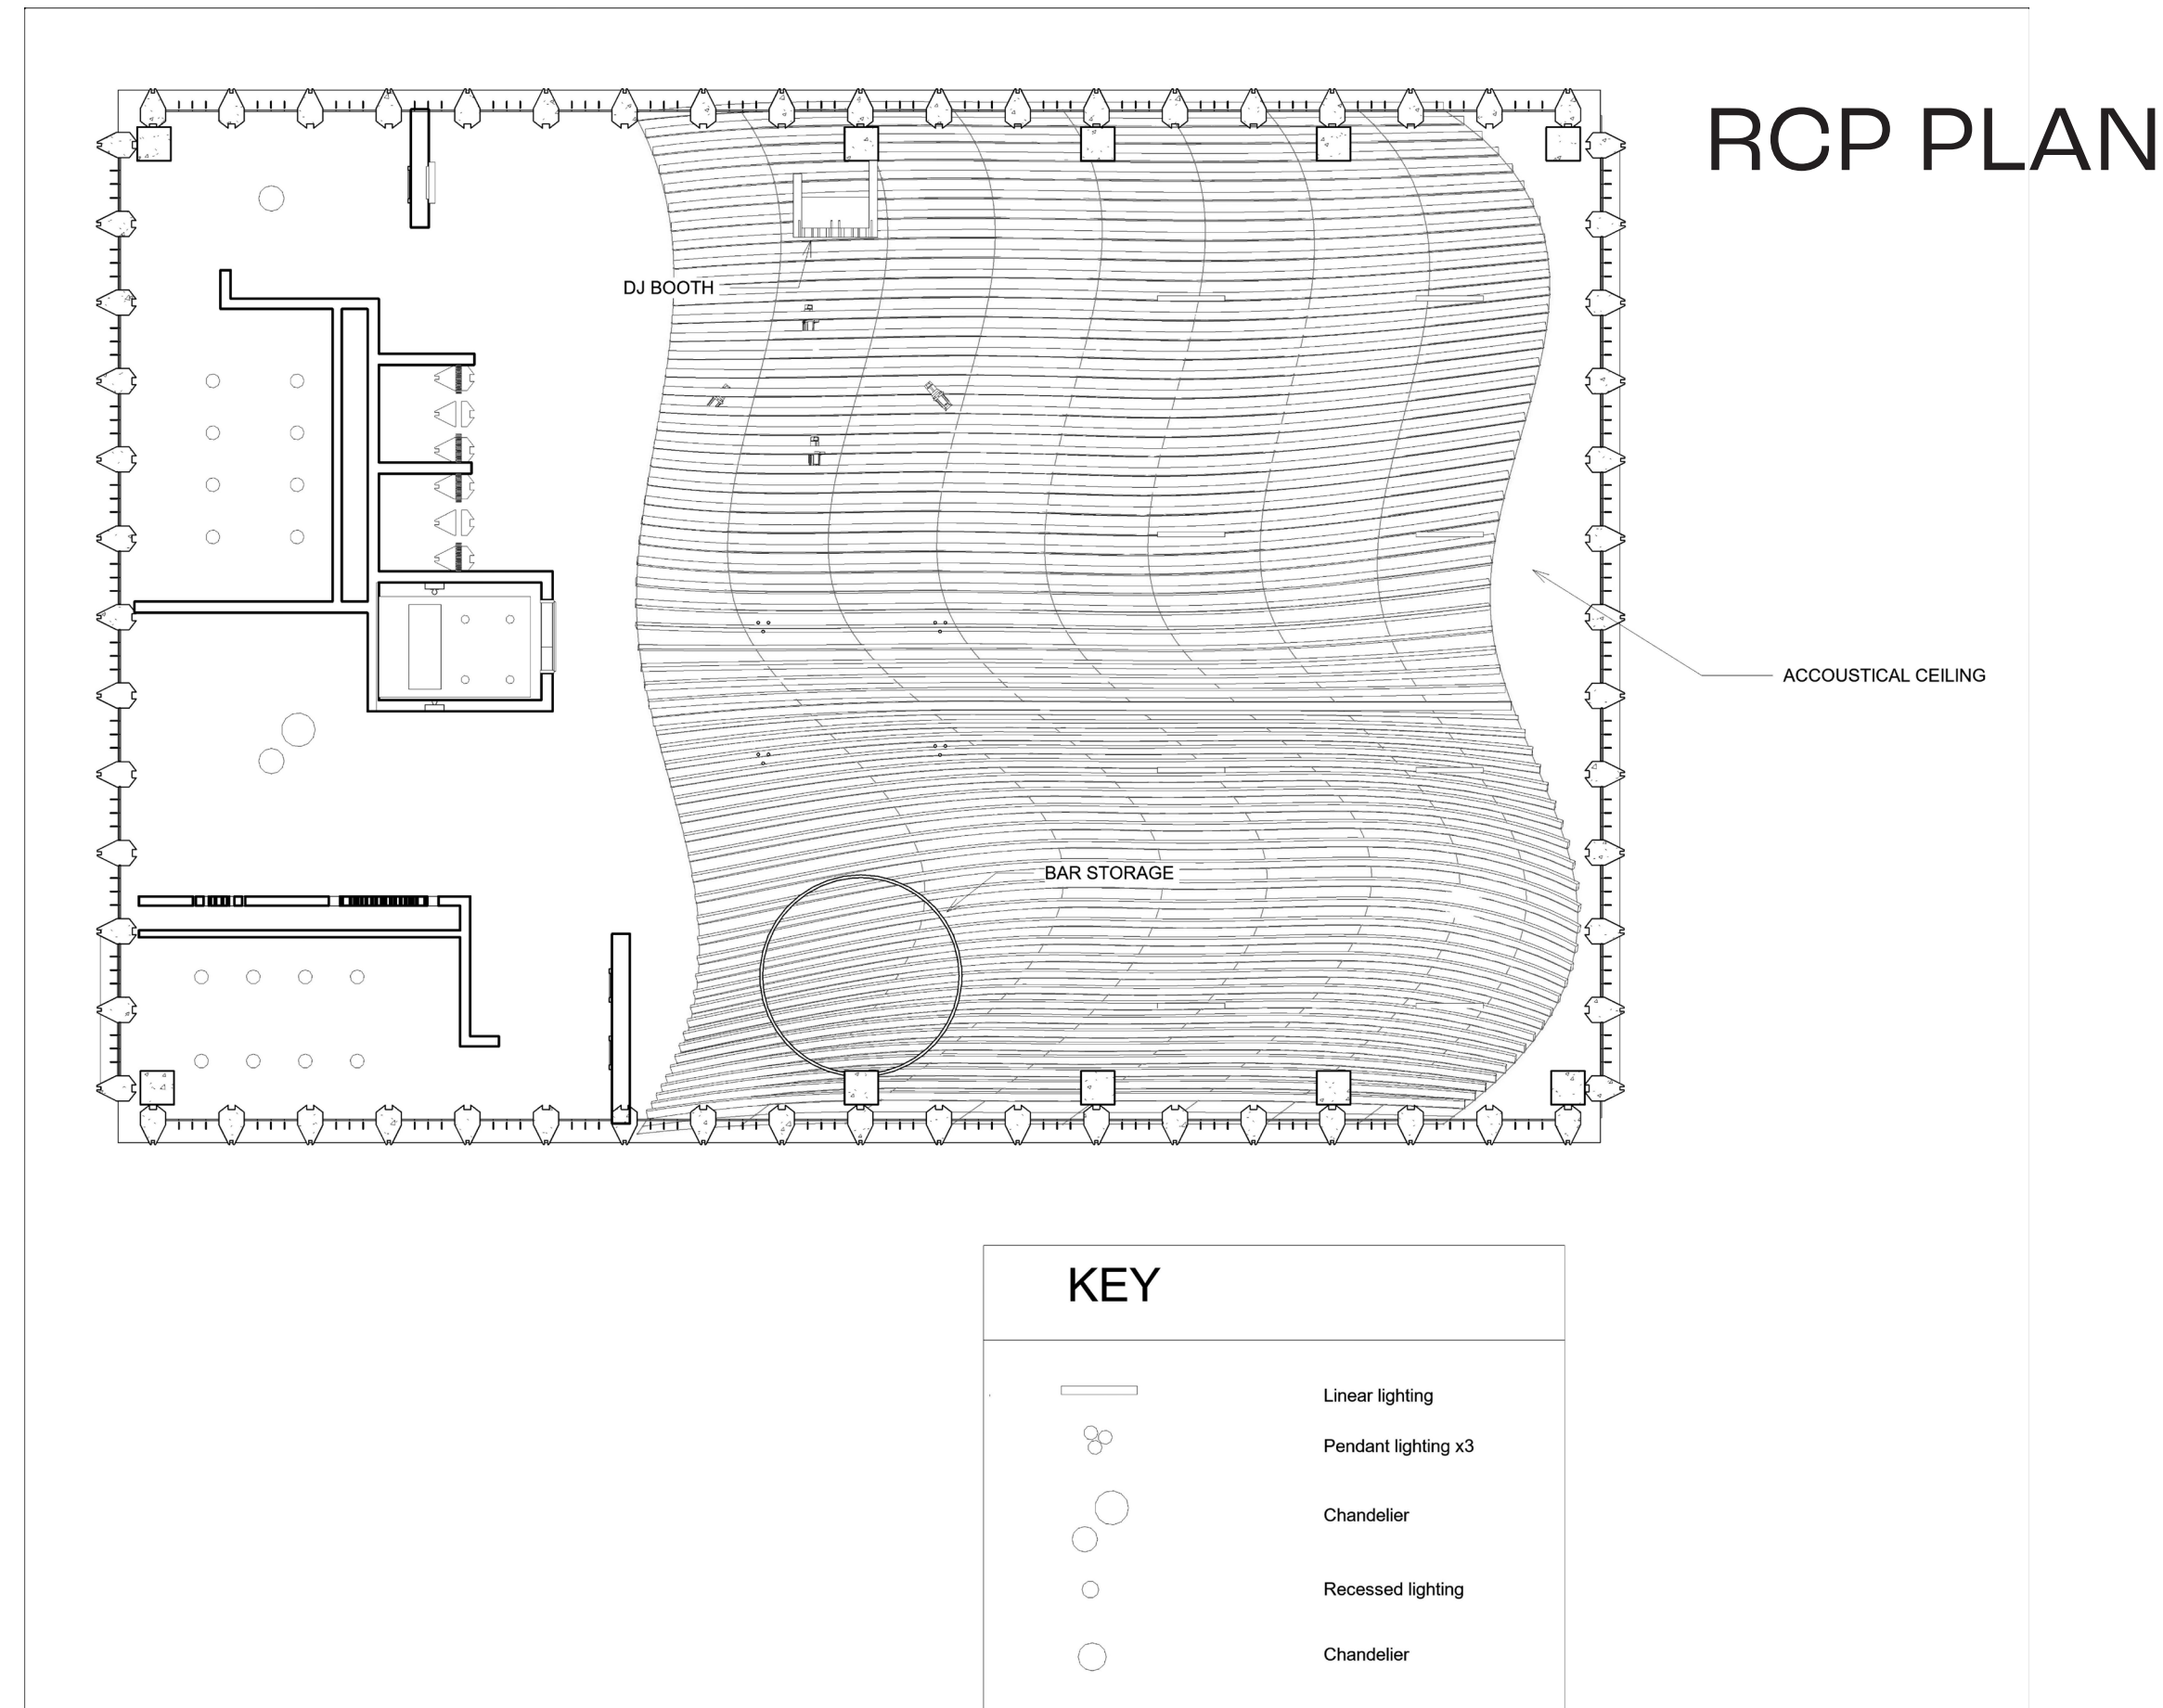 RCP PLAN
DJ BOOTH
ACCOUSTICAL CEILING
BAR STORAGE
KEY
Linear lighting
Pendant lighting x3
Chandelier
Recessed lighting
Chandelier